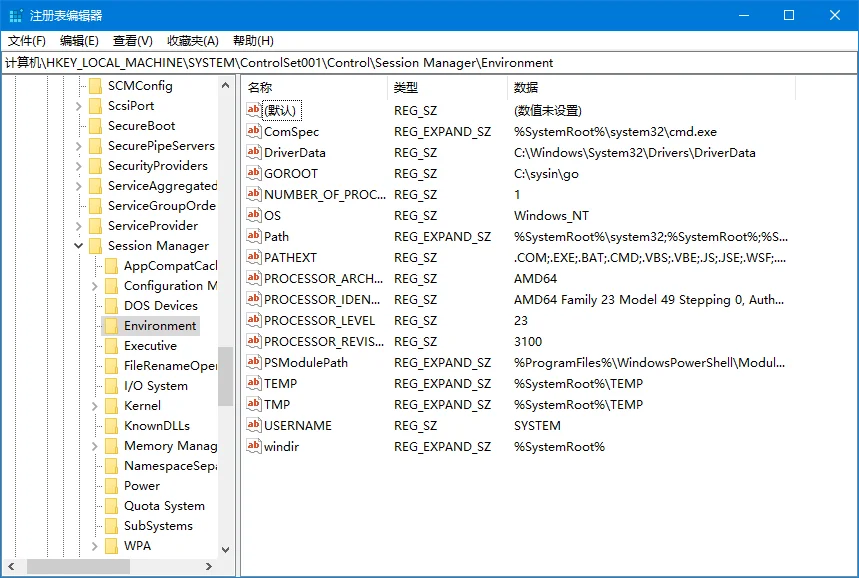 注册表编辑器
文件(F) 编辑(E) 查看(V) 收藏夹(A) 帮助(H)
计算机\HKEY_LOCAL_MACHINE\SYSTEM\ControlSet001\Control\Session Manager\Environment
SCMConfig
ScsiPort
SecureBoot
SecurePipeServers
SecurityProviders
ServiceAggregated
ServiceGroupOrde
ServiceProvider
Session Manager
AppCompatCacl
Configuration M
DOS Devices
Environment
Executive
FileRenameOper
I/O System
Kernel
KnownDLLs
Memory Manag
NamespaceSepa
Power
Quota System
SubSystems
WPA
名称 类型 数据
(默认) REG_SZ (数值未设置)
ComSpec REG_EXPAND_SZ %SystemRoot%\system32\cmd.exe
DriverData REG_SZ C:\Windows\System32\Drivers\DriverData
GOROOT REG_SZ C:\sysin\go
NUMBER_OF_PROC... REG_SZ 1
OS REG_SZ Windows_NT
Path REG_EXPAND_SZ %SystemRoot%\system32;%SystemRoot%;%S...
PATHEXT REG_SZ .COM;.EXE;.BAT;.CMD;.VBS;.VBE;.JS;.JSE;.WSF;....
PROCESSOR_ARCH... REG_SZ AMD64
PROCESSOR_IDEN... REG_SZ AMD64 Family 23 Model 49 Stepping 0, Auth...
PROCESSOR_LEVEL REG_SZ 23
PROCESSOR_REVIS... REG_SZ 3100
PSModulePath REG_EXPAND_SZ %ProgramFiles%\WindowsPowerShell\Modul...
TEMP REG_EXPAND_SZ %SystemRoot%\TEMP
TMP REG_EXPAND_SZ %SystemRoot%\TEMP
USERNAME REG_SZ SYSTEM
windir REG_EXPAND_SZ %SystemRoot%